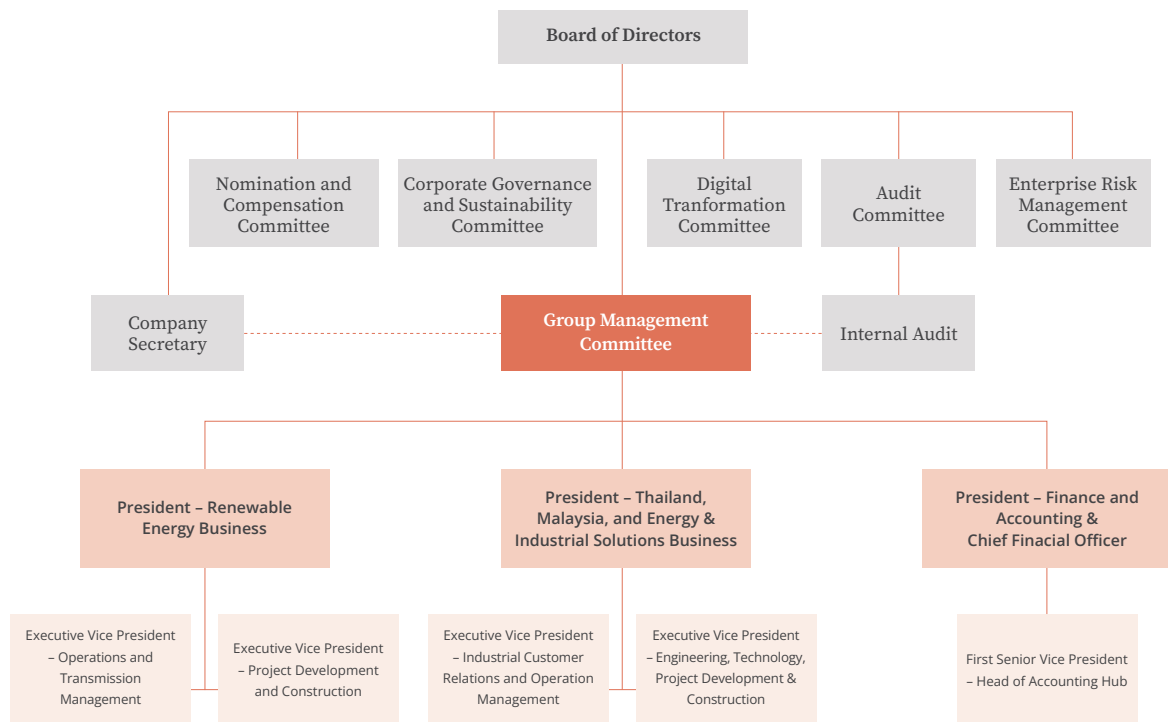 Board of Directors
Nomination and
Compensation
Committee
Corporate Governance
and Sustainability
Committee
Digital
Tranformation
Committee
Audit
Committee
Enterprise Risk
Management
Committee
Company
Secretary
Group Management
Committee
Internal Audit
President – Renewable
Energy Business
President – Thailand,
Malaysia, and Energy &
Industrial Solutions Business
President – Finance and
Accounting &
Chief Finacial Officer
Executive Vice President
– Operations and
Transmission
Management
Executive Vice President
– Project Development
and Construction
Executive Vice President
– Industrial Customer
Relations and Operation
Management
Executive Vice President
– Engineering, Technology,
Project Development &
Construction
First Senior Vice President
– Head of Accounting Hub